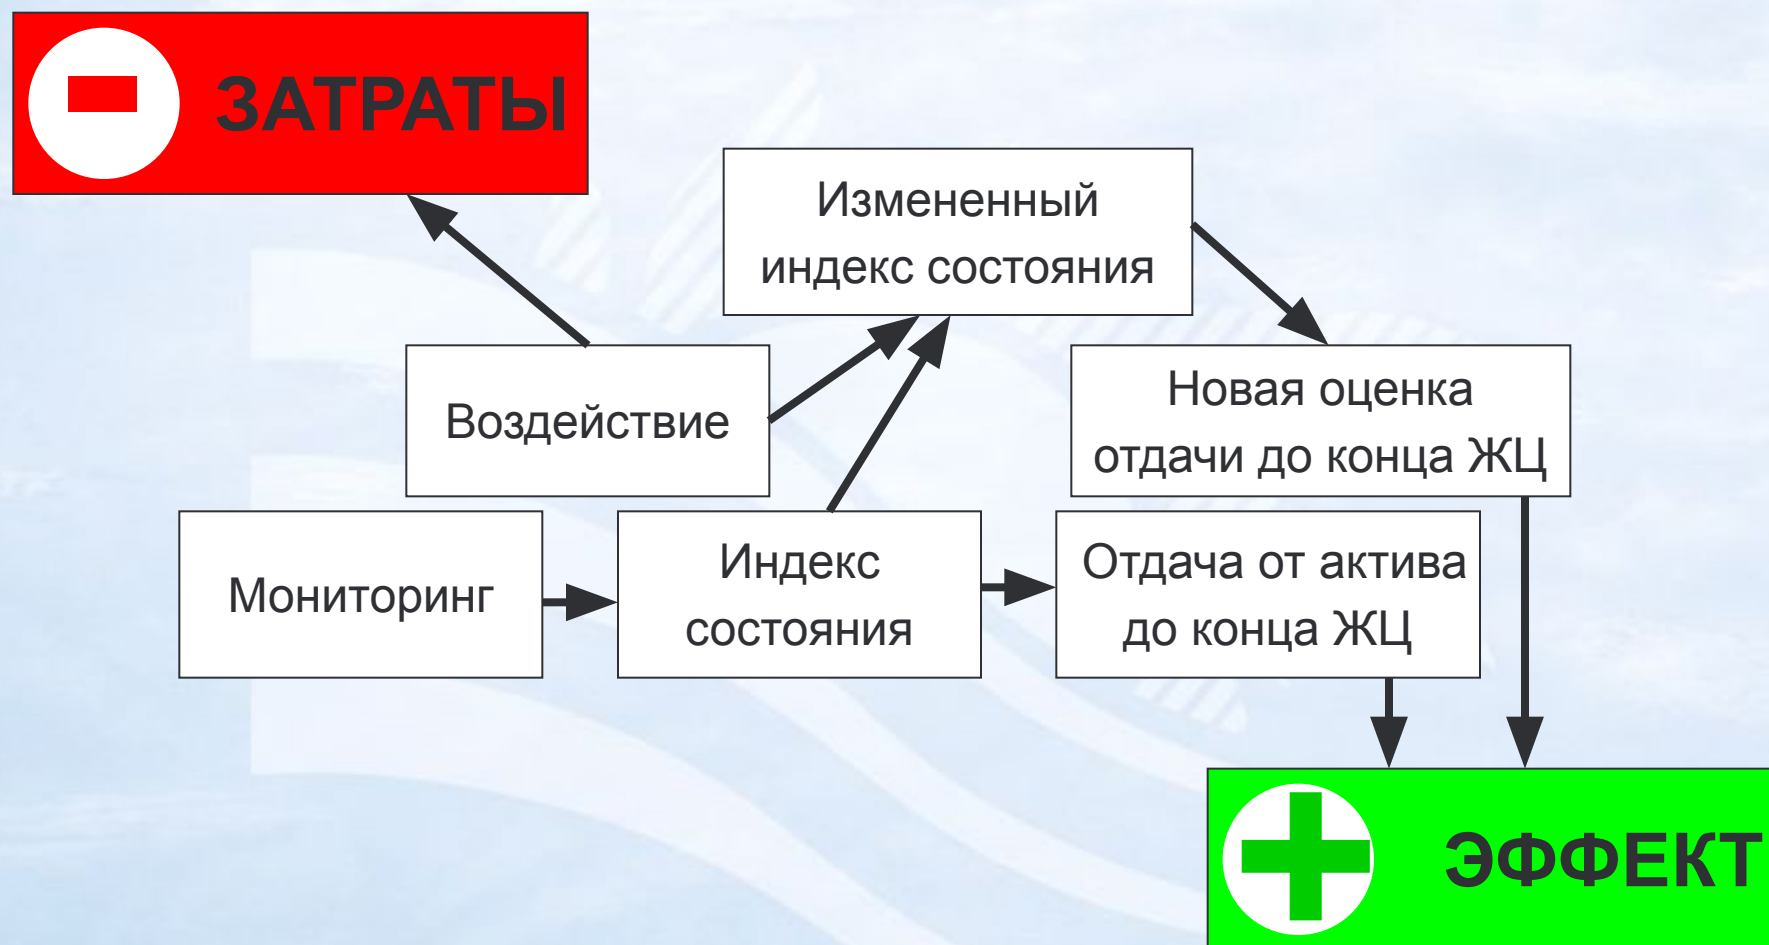 ЗАТРАТЫ
Измененный
индекс состояния
Воздействие
Новая оценка
отдачи до конца ЖЦ
Мониторинг
Индекс
состояния
Отдача от актива
до конца ЖЦ
ЭФФЕКТ